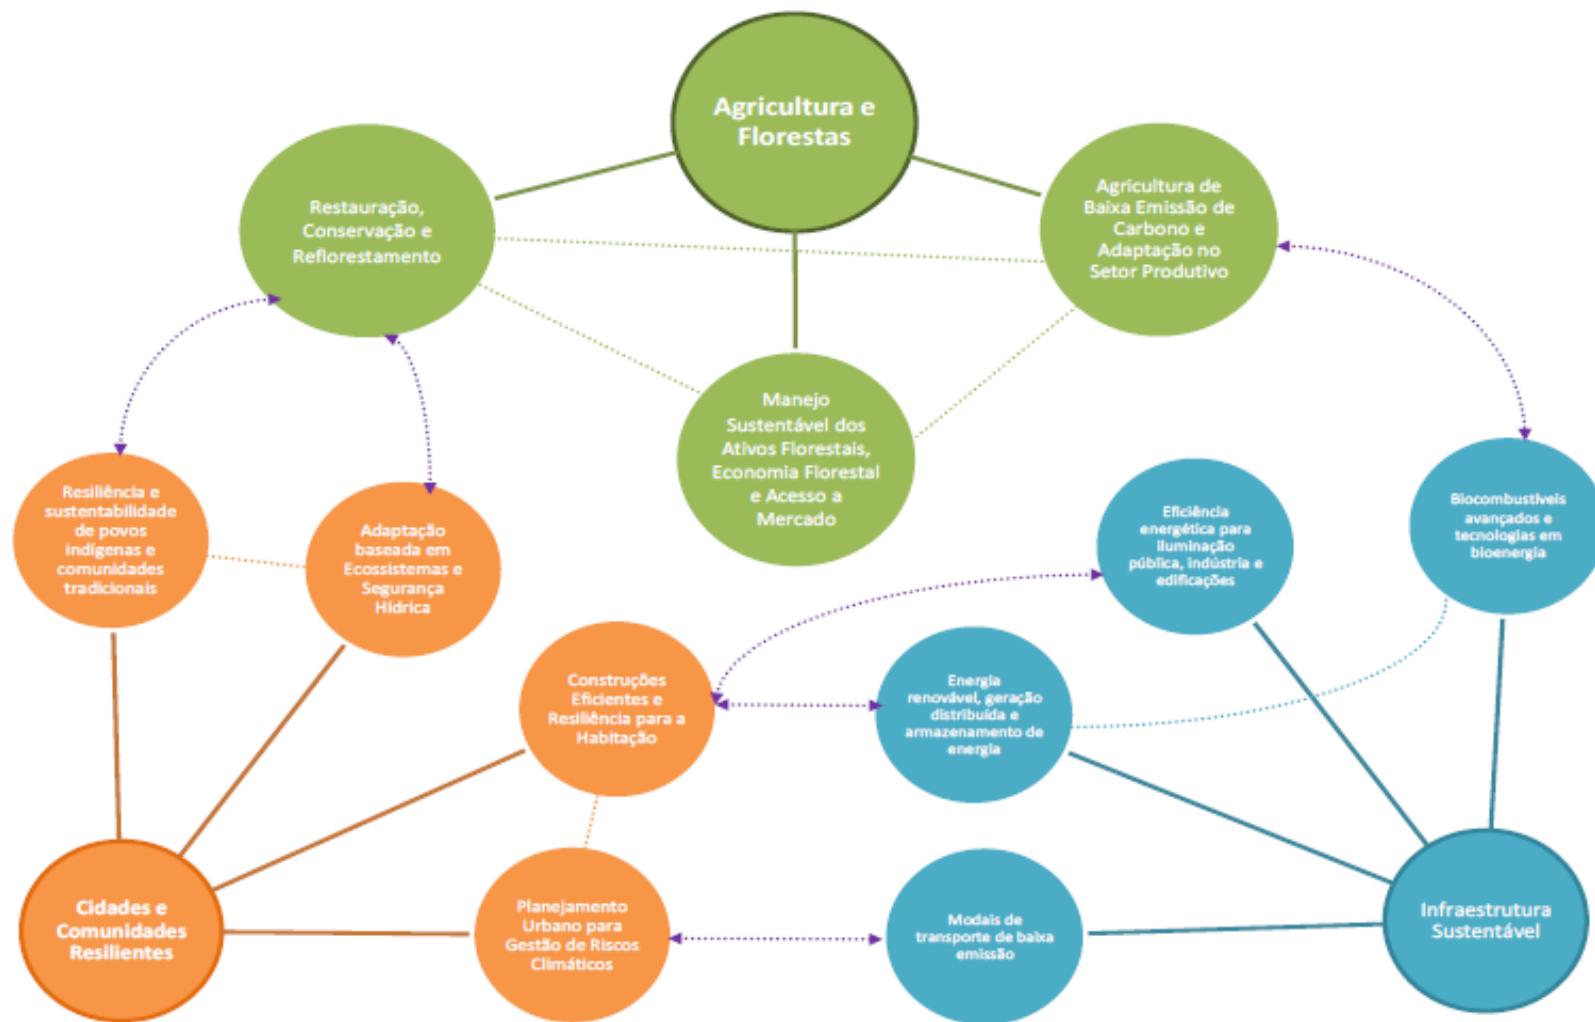 Agricultura e
Florestas
Restauração,
Conservação e
Reflorestamento
Agricultura de
Baixa Emissão de
Carbono e
Adaptação no
Setor Produtivo
Manejo
Sustentável dos
Ativos Florestais,
Economia Florestal
e Acesso a
Mercado
Resiliência e
sustentabilidade
de povos
indígenas e
comunidades
tradicionais
Adaptação
baseada em
Ecossistemas e
Segurança
Hídrica
Eficiência
energética para
iluminação
pública, indústria e
edificações
Biocombustíveis
avançados e
tecnologias em
bioenergia
Construções
Eficientes e
Resiliência para a
Habitação
Energia
renovável, geração
distribuída e
armazenamento de
energia
Cidades e
Comunidades
Resilientes
Planejamento
Urbano para
Gestão de Riscos
Climáticos
Modais de
transporte de baixa
emissão
Infraestrutura
Sustentável